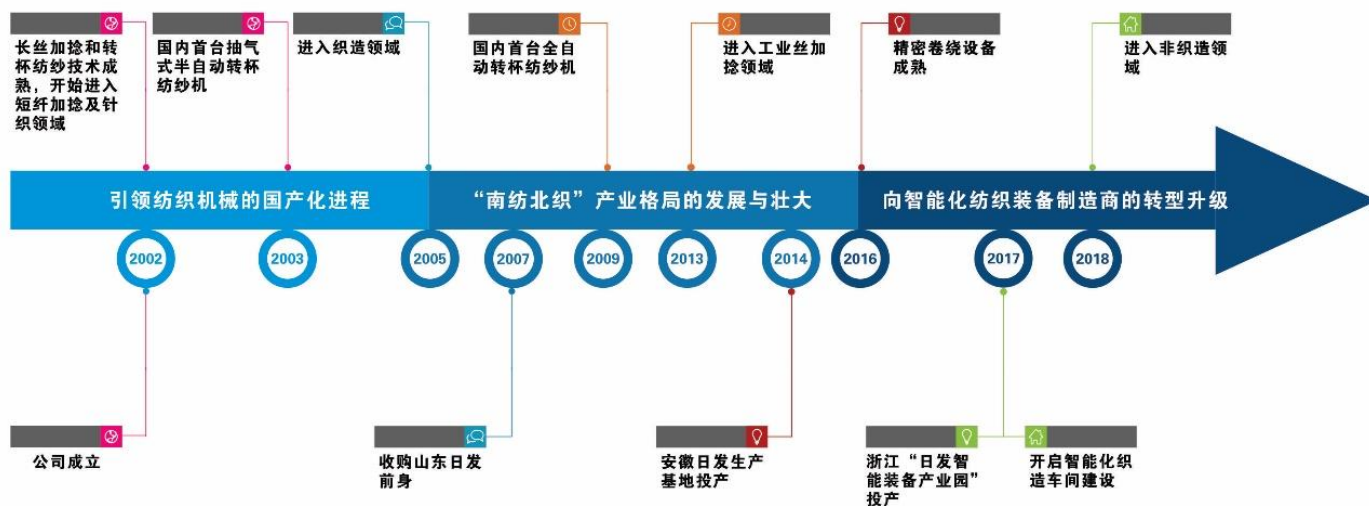 长丝加捻和转
杯纺纱技术成
熟，开始进入
短纤加捻及针
织领域
国内首台抽气
式半自动转杯
纺纱机
进入织造领域
国内首台全自
动转杯纺纱机
进入工业丝加
捻领域
精密卷绕设备
成熟
进入非织造领
域
引领纺织机械的国产化进程
“南纺北织”产业格局的发展与壮大
向智能化纺织装备制造商的转型升级
2002
2003
2005
2007
2009
2013
2014
2016
2017
2018
公司成立
收购山东日发
前身
安徽日发生产
基地投产
浙江“日发智
能装备产业园”
投产
开启智能化织
造车间建设